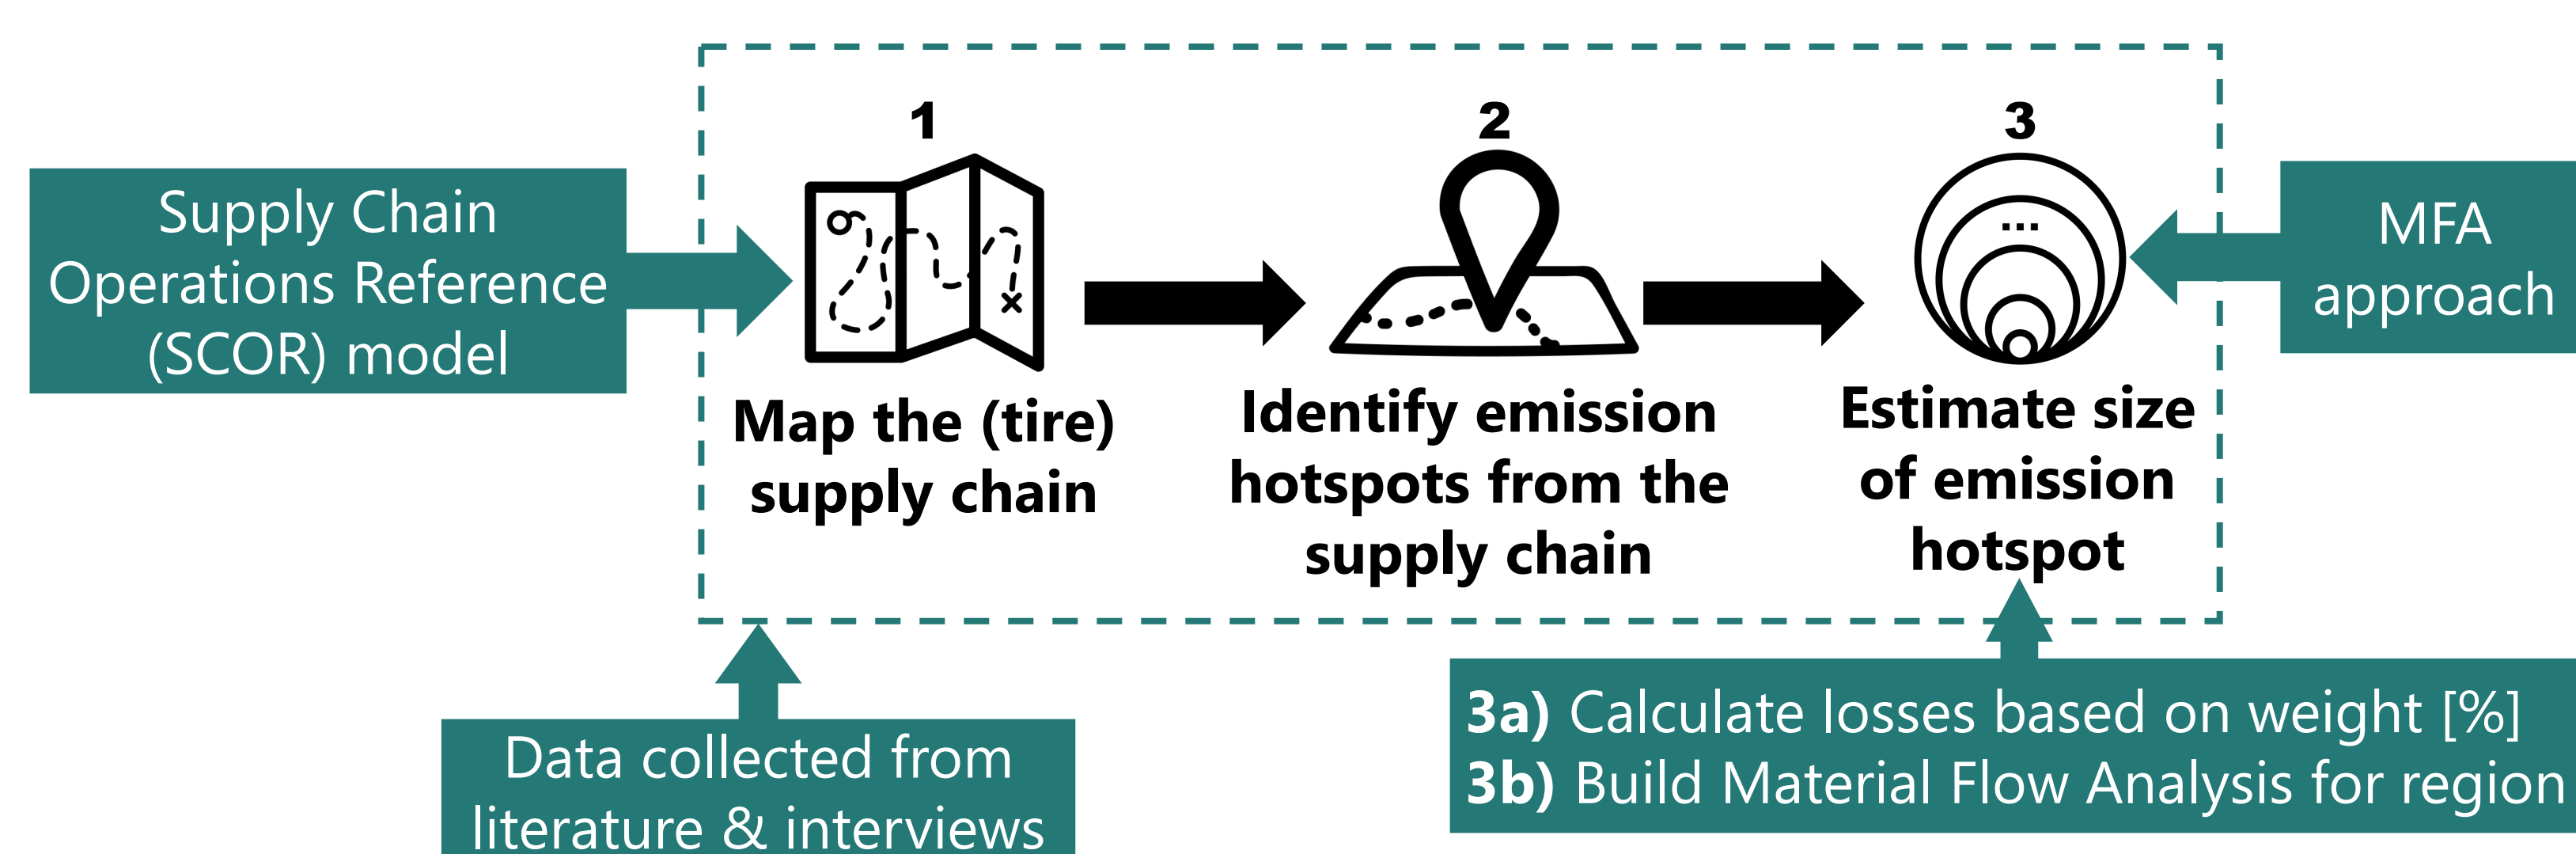 Supply Chain
Operations Reference
(SCOR) model
1
Map the (tire)
supply chain
2
Identify emission
hotspots from the
supply chain
3
...
Estimate size
of emission
hotspot
MFA
approach
Data collected from
literature & interviews
3a) Calculate losses based on weight [%]
3b) Build Material Flow Analysis for region